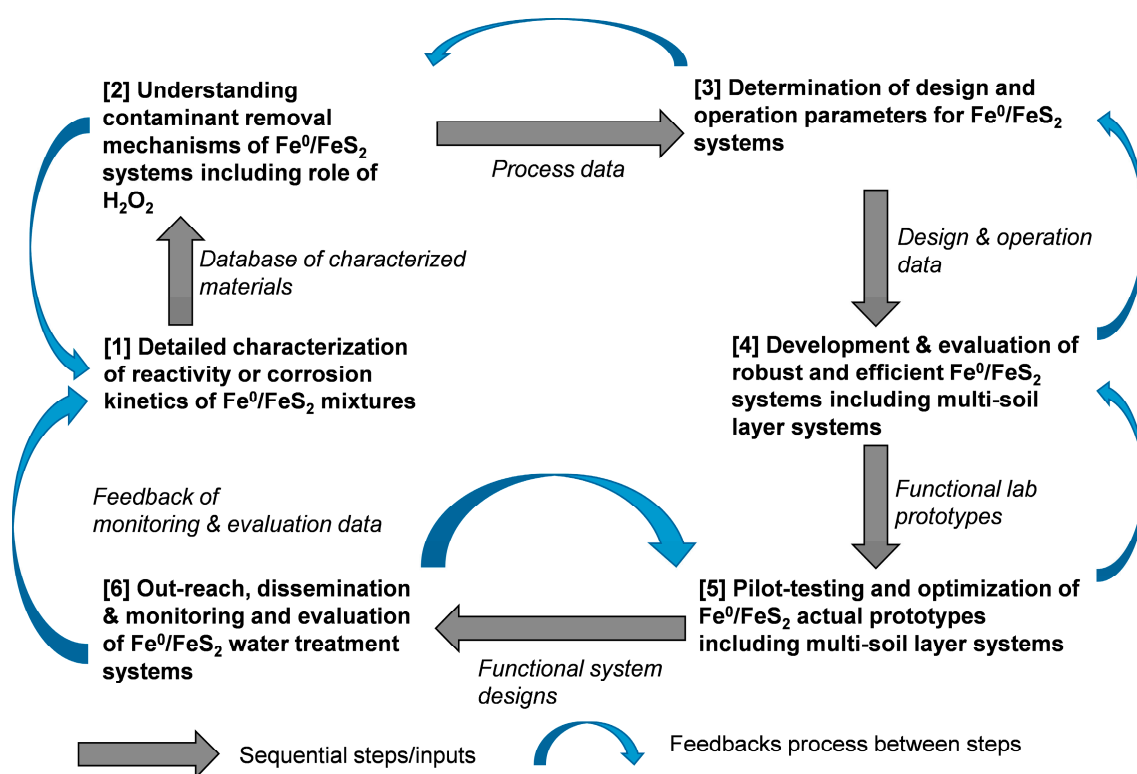 [2] Understanding
contaminant removal
mechanisms of Fe⁰/FeS₂
systems including role of
H₂O₂
[3] Determination of design and
operation parameters for Fe⁰/FeS₂
systems
Process data
Database of characterized
materials
Design & operation
data
[1] Detailed characterization
of reactivity or corrosion
kinetics of Fe⁰/FeS₂ mixtures
[4] Development & evaluation of
robust and efficient Fe⁰/FeS₂
systems including multi-soil
layer systems
Feedback of
monitoring & evaluation data
Functional lab
prototypes
[6] Out-reach, dissemination
& monitoring and evaluation
of Fe⁰/FeS₂ water treatment
systems
[5] Pilot-testing and optimization of
Fe⁰/FeS₂ actual prototypes
including multi-soil layer systems
Functional system
designs
Sequential steps/inputs
Feedbacks process between steps